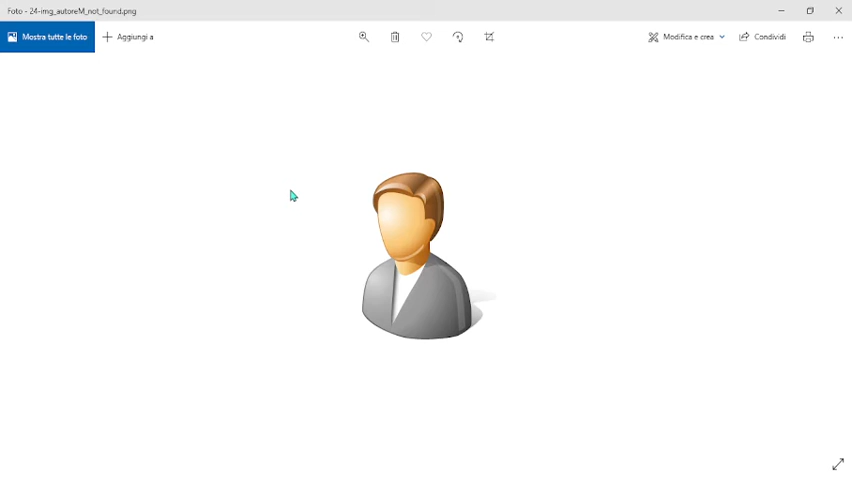 Foto - 24-img_autoreM_not_found.png
Mostra tutte le foto
Aggiungi a
Modifica e crea
Condividi